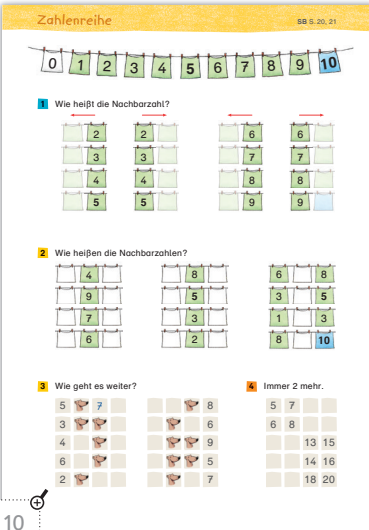 Zahlenreihe
SB S. 20, 21
0 1 2 3 4 5 6 7 8 9 10
1 Wie heißt die Nachbarzahl?
2 2 6 6
3 3 7 7
4 4 8 8
5 5 9 9
2 Wie heißen die Nachbarzahlen?
4 8 6 8
9 5 3 5
7 3 1 3
6 2 8 10
3 Wie geht es weiter?
4 Immer 2 mehr.
5 7 8 5 7
3 6 6 8
4 9 13 15
6 5 14 16
2 7 18 20
10